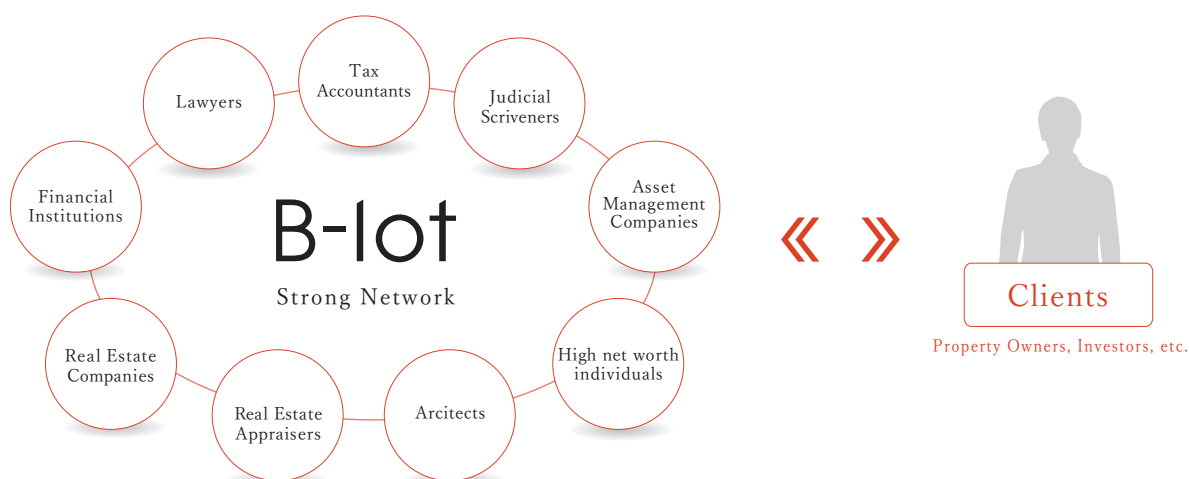 Tax
Accountants
Lawyers
Judicial
Scriveners
Financial
Institutions
Asset
Management
Companies
B-lot
Strong Network
Clients
Property Owners, Investors, etc.
Real Estate
Companies
High net worth
individuals
Real Estate
Appraisers
Arcitects